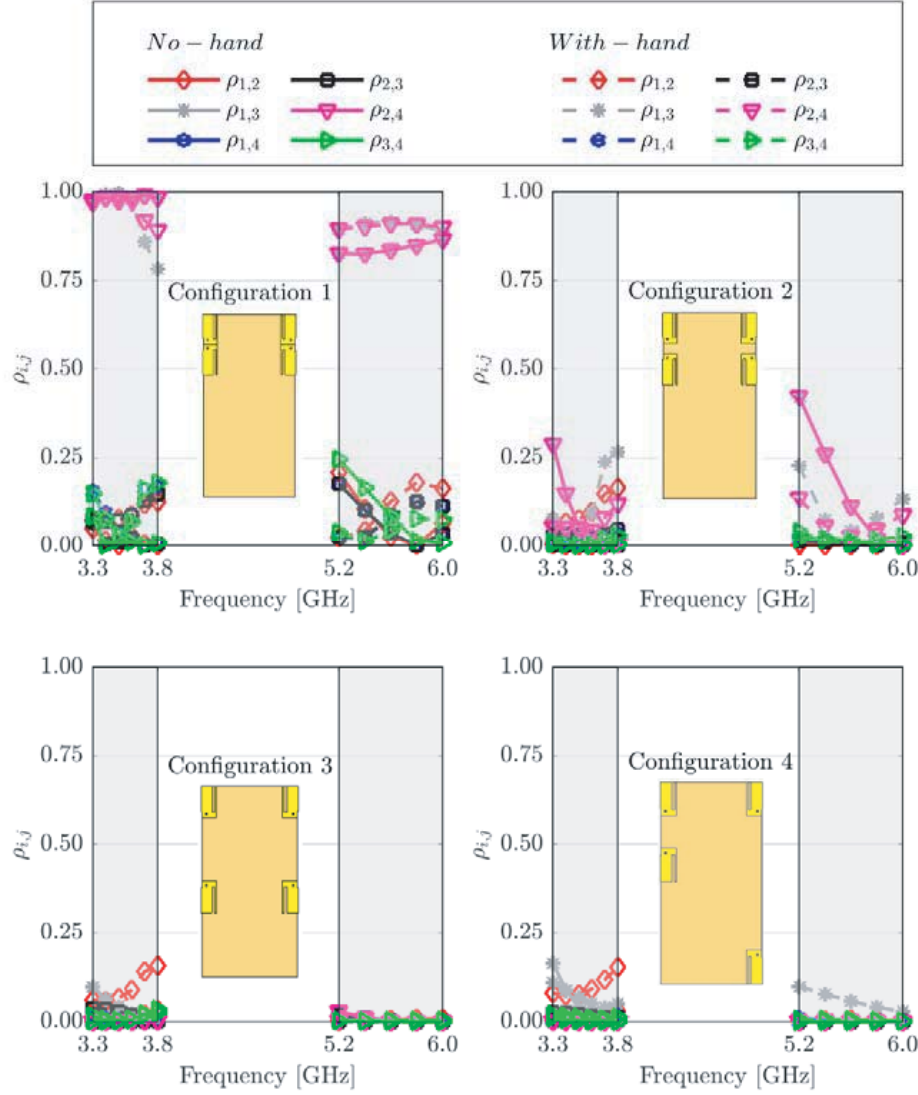 No − hand With − hand
ρ1,2 ρ2,3 ρ1,2 ρ2,3
ρ1,3 ρ2,4 ρ1,3 ρ2,4
ρ1,4 ρ3,4 ρ1,4 ρ3,4
1.00
0.75
0.50
0.25
0.00
ρi,j
Configuration 1
3.3 3.8 5.2 6.0
Frequency [GHz]
1.00
0.75
0.50
0.25
0.00
ρi,j
Configuration 2
3.3 3.8 5.2 6.0
Frequency [GHz]
1.00
0.75
0.50
0.25
0.00
ρi,j
Configuration 3
3.3 3.8 5.2 6.0
Frequency [GHz]
1.00
0.75
0.50
0.25
0.00
ρi,j
Configuration 4
3.3 3.8 5.2 6.0
Frequency [GHz]